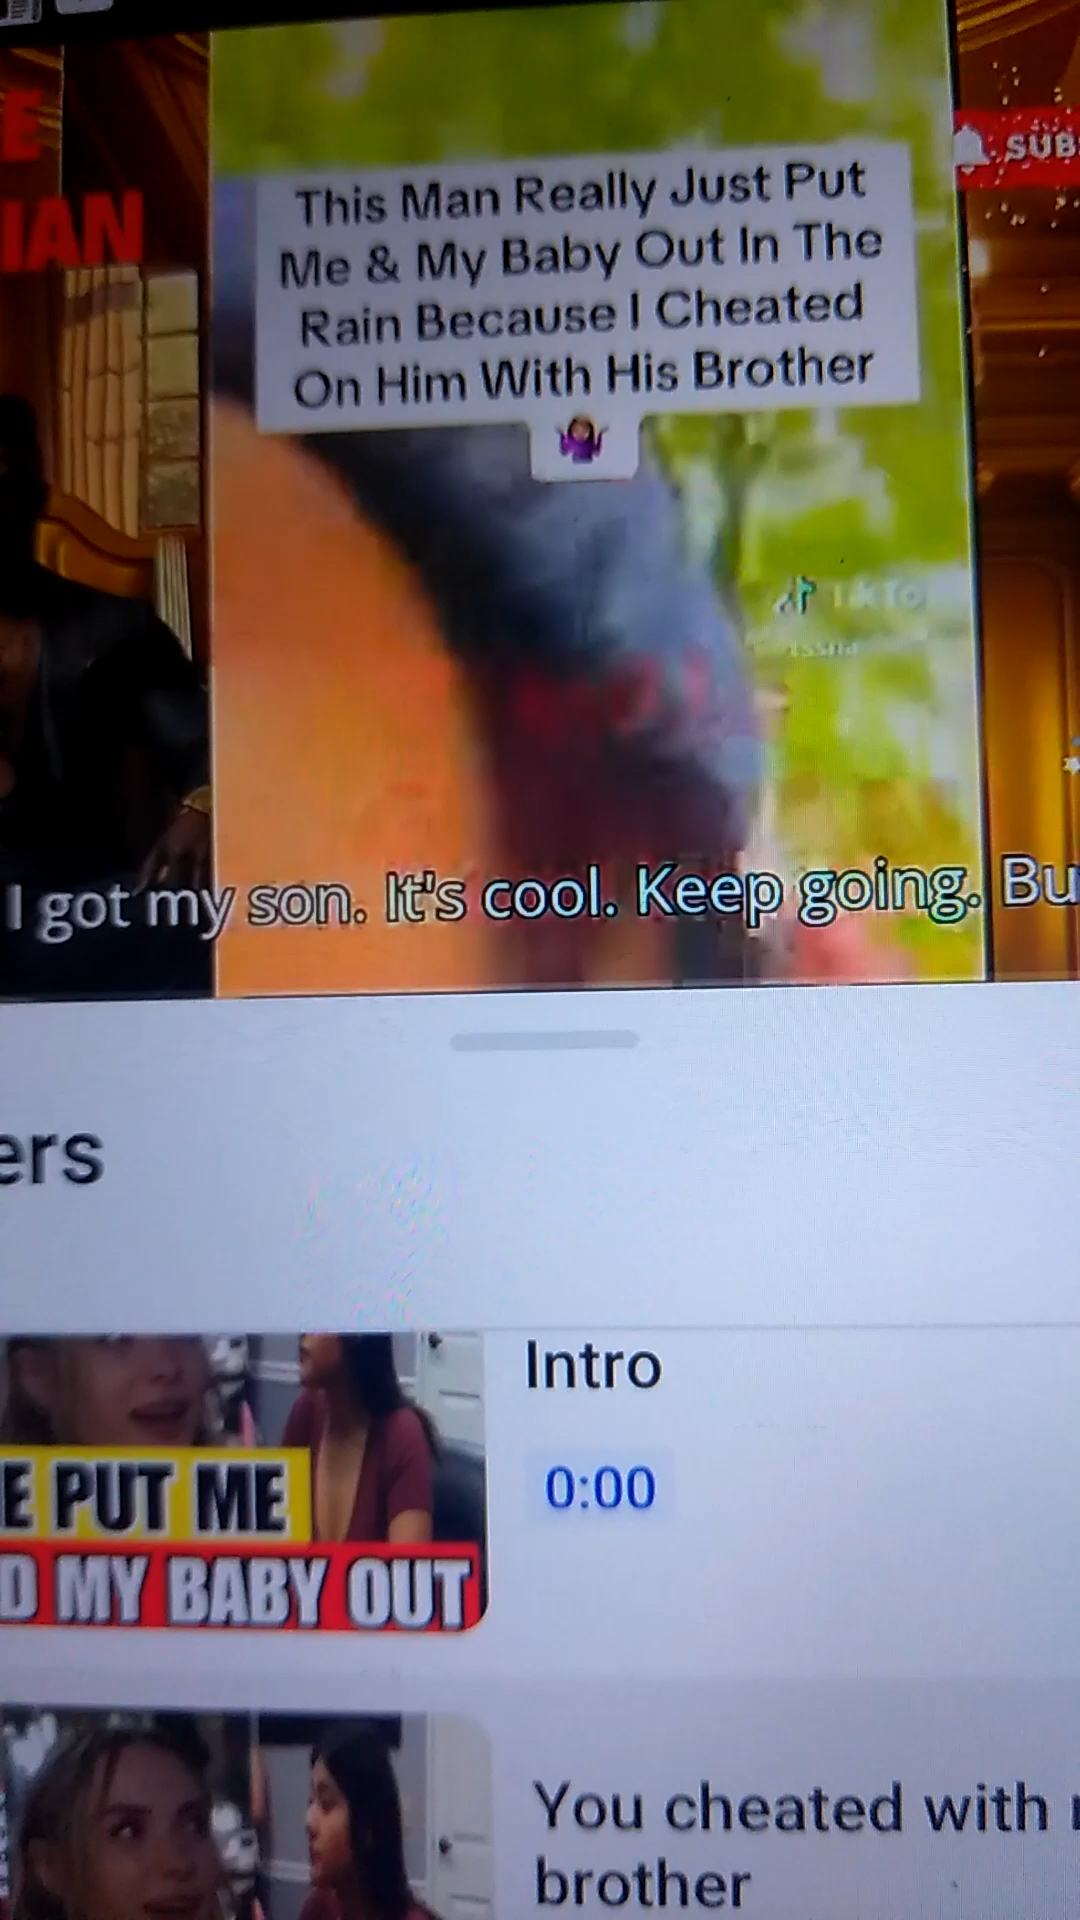 E
IAN
SUB
This Man Really Just Put
Me & My Baby Out In The
Rain Because I Cheated
On Him With His Brother
TikTo
I got my son. It's cool. Keep going. Bu
ers
Intro
0:00
E PUT ME
D MY BABY OUT
You cheated with
brother